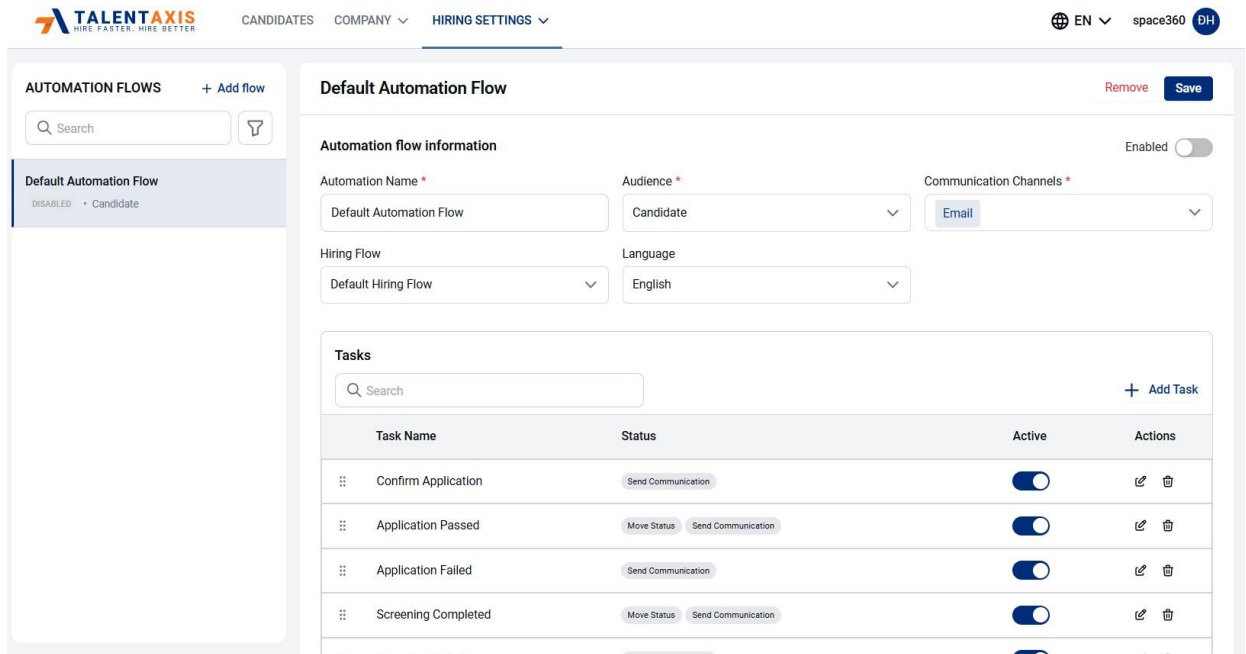 TALENTAXIS
HIRE FASTER. HIRE BETTER
CANDIDATES COMPANY HIRING SETTINGS
EN space360 ĐH
AUTOMATION FLOWS + Add flow
Search
Default Automation Flow
DISABLED • Candidate
Default Automation Flow
Remove Save
Automation flow information
Enabled
Automation Name * Audience * Communication Channels *
Default Automation Flow Candidate Email
Hiring Flow Language
Default Hiring Flow English
Tasks
Search
+ Add Task
Task Name Status Active Actions
Confirm Application Send Communication
Application Passed Move Status Send Communication
Application Failed Send Communication
Screening Completed Move Status Send Communication